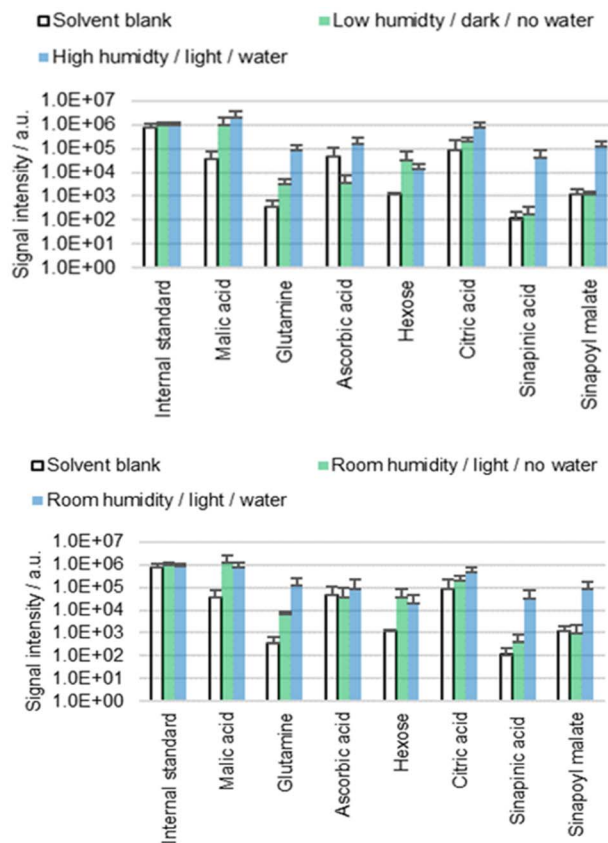 Solvent blank
Low humidity / dark / no water
High humidty / light / water
Signal intensity / a.u.
1.0E+07
1.0E+06
1.0E+05
1.0E+04
1.0E+03
1.0E+02
1.0E+01
1.0E+00
Internal standard
Malic acid
Glutamine
Ascorbic acid
Hexose
Citric acid
Sinapinic acid
Sinapoyl malate
Solvent blank
Room humidity / light / no water
Room humidity / light / water
Signal intensity / a.u.
1.0E+07
1.0E+06
1.0E+05
1.0E+04
1.0E+03
1.0E+02
1.0E+01
1.0E+00
Internal standard
Malic acid
Glutamine
Ascorbic acid
Hexose
Citric acid
Sinapinic acid
Sinapoyl malate